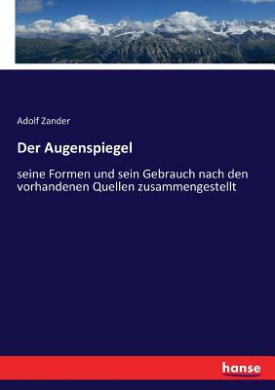 Adolf Zander
Der Augenspiegel
seine Formen und sein Gebrauch nach den
vorhandenen Quellen zusammengestellt
hanse